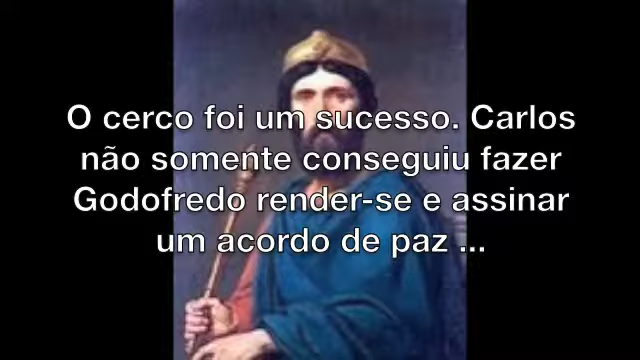 O cerco foi um sucesso. Carlos
não somente conseguiu fazer
Godofredo render-se e assinar
um acordo de paz ...